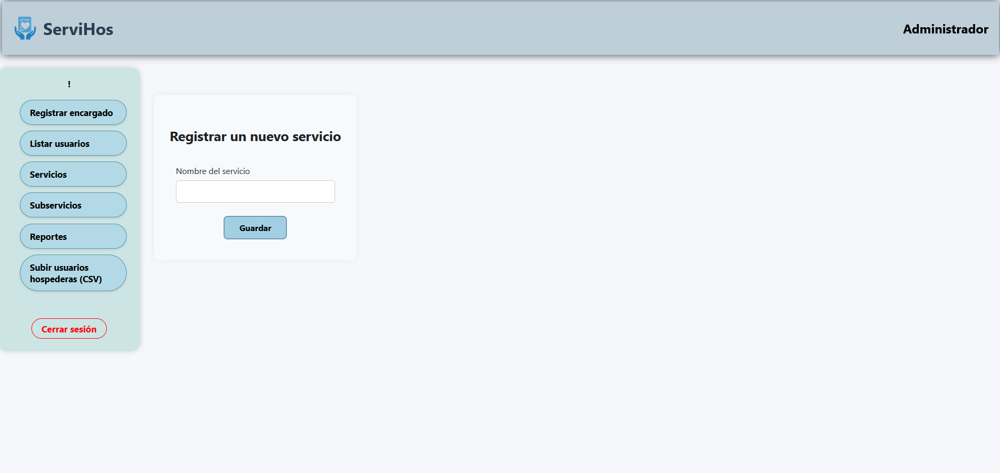 ServiHos
Administrador
!
Registrar encargado
Listar usuarios
Servicios
Subservicios
Reportes
Subir usuarios
hospederas (CSV)
Cerrar sesión
Registrar un nuevo servicio
Nombre del servicio
Guardar